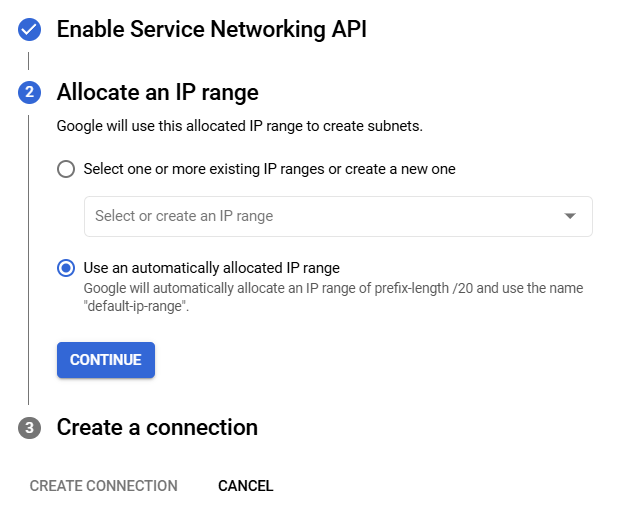 Enable Service Networking API
2 Allocate an IP range
Google will use this allocated IP range to create subnets.
Select one or more existing IP ranges or create a new one
Select or create an IP range
Use an automatically allocated IP range
Google will automatically allocate an IP range of prefix-length /20 and use the name
"default-ip-range".
CONTINUE
3 Create a connection
CREATE CONNECTION CANCEL